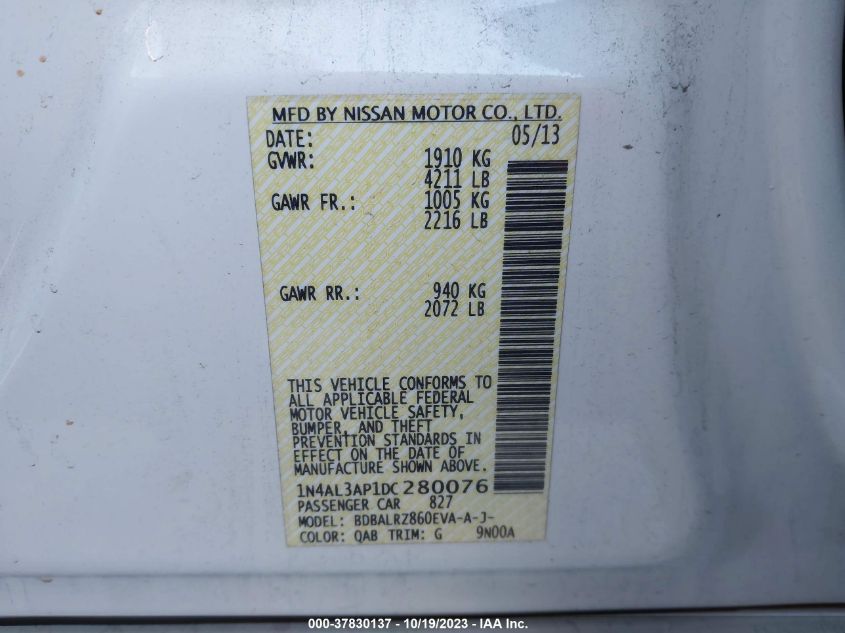 MFD BY NISSAN MOTOR CO., LTD.
DATE: 05/13
GVWR: 1910 KG
4211 LB
GAWR FR.: 1005 KG
2216 LB
GAWR RR.: 940 KG
2072 LB
THIS VEHICLE CONFORMS TO
ALL APPLICABLE FEDERAL
MOTOR VEHICLE SAFETY,
BUMPER, AND THEFT
PREVENTION STANDARDS IN
EFFECT ON THE DATE OF
MANUFACTURE SHOWN ABOVE.
1N4AL3AP1DC280076
PASSENGER CAR 827
MODEL: BDBALRZ860EVA-A-J-
COLOR: QAB TRIM: G 9N00A
000-37830137 - 10/19/2023 - IAA Inc.